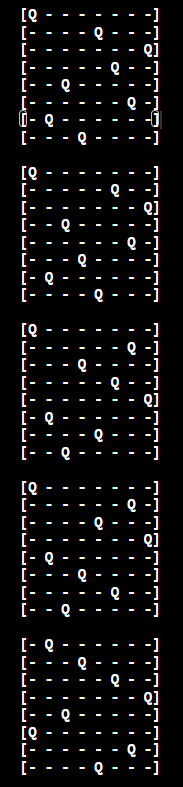 [Q - - - - - - -]
[- - - - Q - - -]
[- - - - - - - Q]
[- - - - - Q - -]
[- - Q - - - - -]
[- - - - - - Q -]
[- Q - - - - - -]
[- - - Q - - - -]
[Q - - - - - - -]
[- - - - - Q - -]
[- - - - - - - Q]
[- - Q - - - - -]
[- - - - - - Q -]
[- - - Q - - - -]
[- Q - - - - - -]
[- - - - Q - - -]
[Q - - - - - - -]
[- - - - - - Q -]
[- - - Q - - - -]
[- - - - - Q - -]
[- - - - - - - Q]
[- Q - - - - - -]
[- - - - Q - - -]
[- - Q - - - - -]
[Q - - - - - - -]
[- - - - - - Q -]
[- - - - Q - - -]
[- - - - - - - Q]
[- Q - - - - - -]
[- - - Q - - - -]
[- - - - - Q - -]
[- - Q - - - - -]
[- Q - - - - - -]
[- - - Q - - - -]
[- - - - - Q - -]
[- - - - - - - Q]
[- - Q - - - - -]
[Q - - - - - - -]
[- - - - - - Q -]
[- - - - Q - - -]